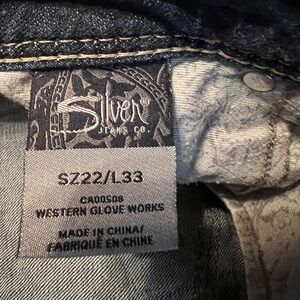 Silver
JEANS CO.
SZ22/L33
CA00508
WESTERN GLOVE WORKS
MADE IN CHINA/
FABRIQUÉ EN CHINE